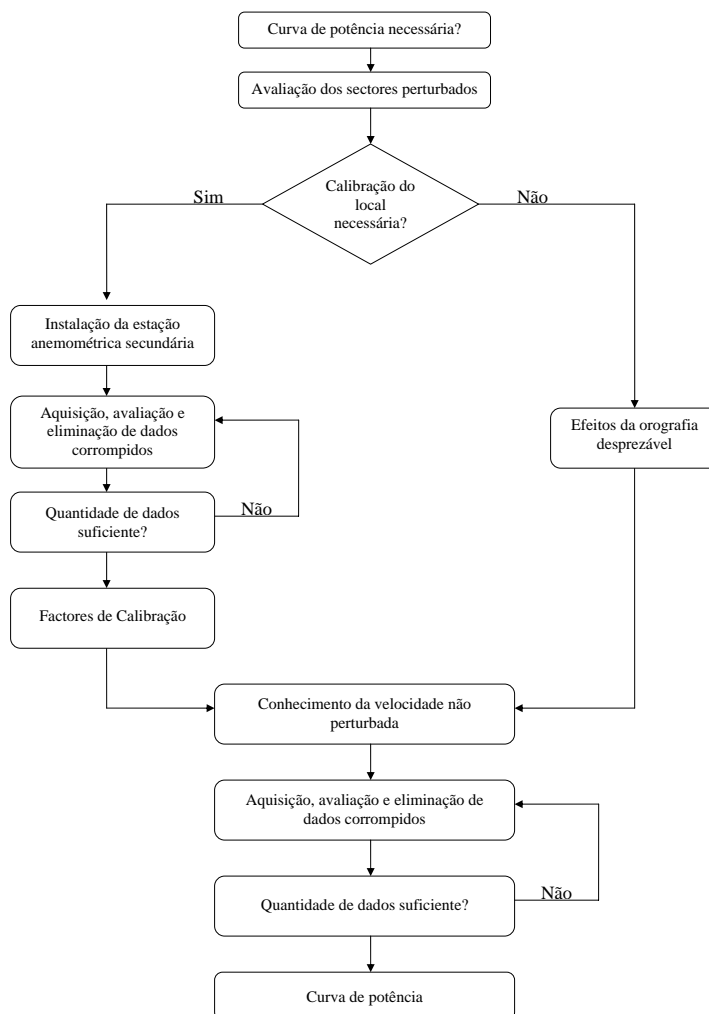 Curva de potência necessária?
Avaliação dos sectores perturbados
Calibração do
local
necessária?
Sim
Não
Instalação da estação
anemométrica secundária
Aquisição, avaliação e
eliminação de dados
corrompidos
Efeitos da orografia
desprezável
Quantidade de dados
suficiente?
Não
Factores de Calibração
Conhecimento da velocidade não
perturbada
Aquisição, avaliação e eliminação de
dados corrompidos
Quantidade de dados suficiente?
Não
Curva de potência